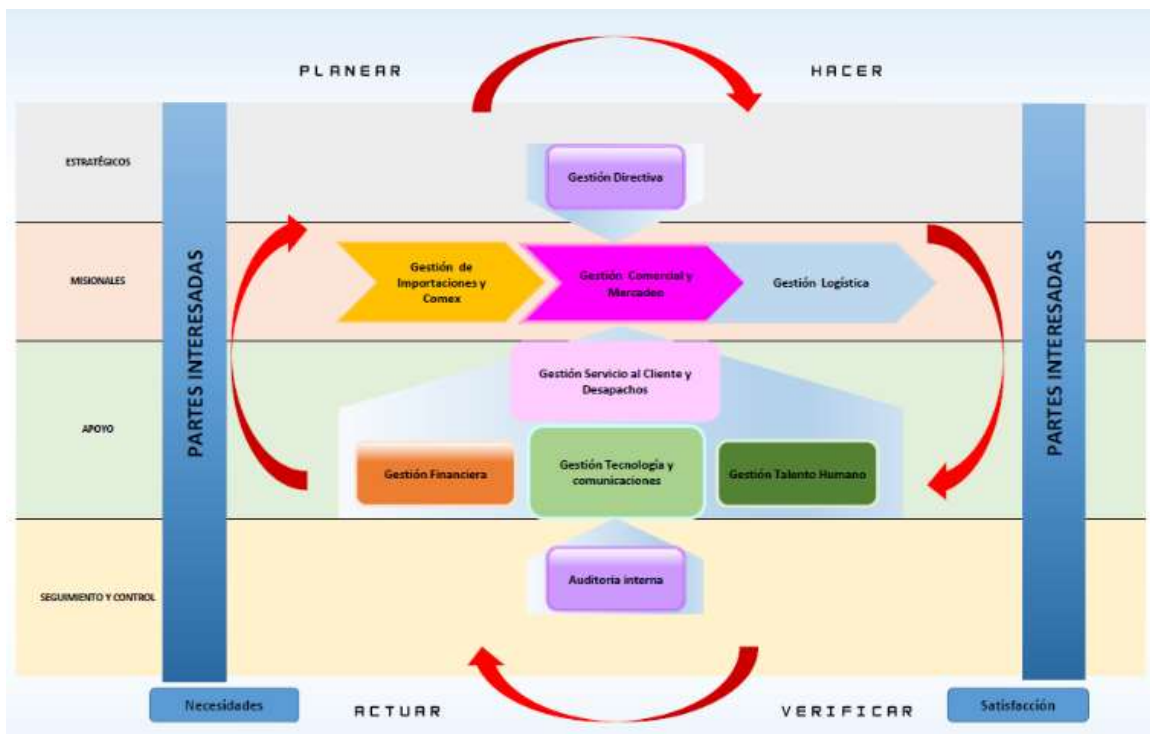 PLANEAR
HACER
ESTRATÉGICOS
Gestión Directiva
MISIONALES
Gestión de
Importaciones y
Comex
Gestión Comercial y
Mercadeo
Gestión Logística
PARTES INTERESADAS
PARTES INTERESADAS
Gestión Servicio al Cliente y
Desapachos
APOYO
Gestión Financiera
Gestión Tecnología y
comunicaciones
Gestión Talento Humano
Auditoria interna
SEGUIMIENTO Y CONTROL
Necesidades
ACTUAR
VERIFICAR
Satisfacción